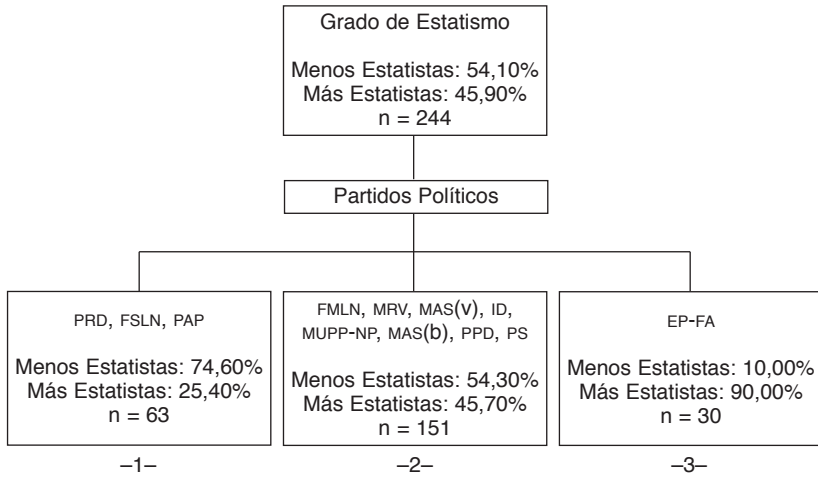 Grado de Estatismo
Menos Estatistas: 54,10%
Más Estatistas: 45,90%
n = 244
Partidos Políticos
PRD, FSLN, PAP
Menos Estatistas: 74,60%
Más Estatistas: 25,40%
n = 63
–1–
FMLN, MRV, MAS(v), ID,
MUPP-NP, MAS(b), PPD, PS
Menos Estatistas: 54,30%
Más Estatistas: 45,70%
n = 151
–2–
EP-FA
Menos Estatistas: 10,00%
Más Estatistas: 90,00%
n = 30
–3–